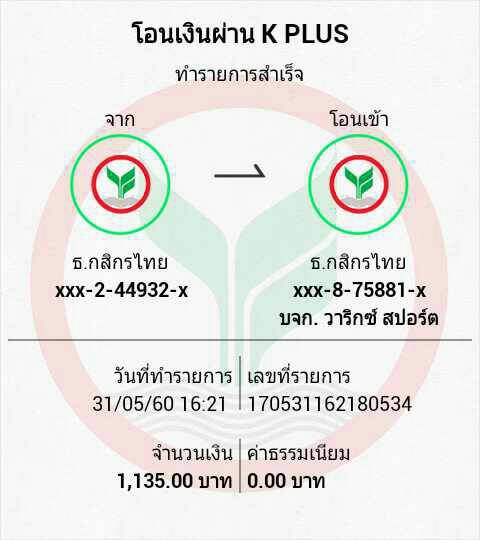 โอนเงินผ่าน K PLUS
ทำรายการสำเร็จ
จาก
โอนเข้า
ธ.กสิกรไทย
xxx-2-44932-x
ธ.กสิกรไทย
xxx-8-75881-x
บจก. วาริกซ์ สปอร์ต
วันที่ทำรายการ
31/05/60 16:21
เลขที่รายการ
170531162180534
จำนวนเงิน
1,135.00 บาท
ค่าธรรมเนียม
0.00 บาท